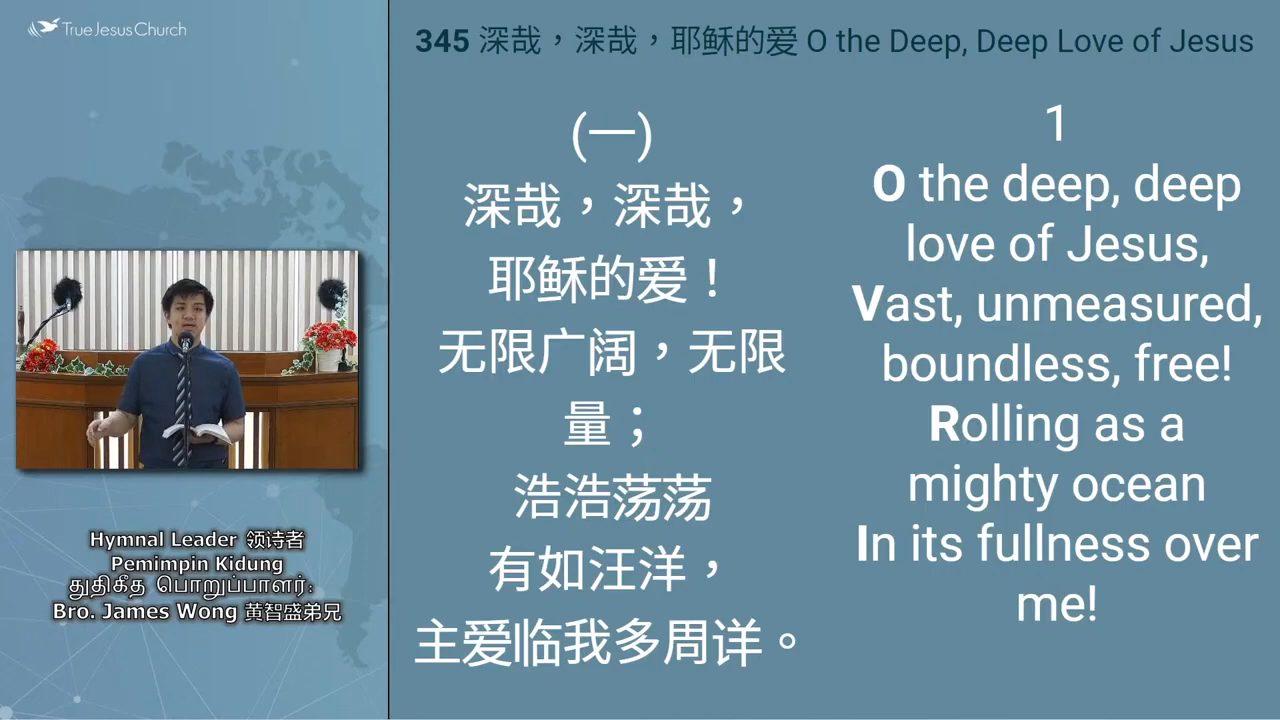 True Jesus Church
345 深哉，深哉，耶稣的爱 O the Deep, Deep Love of Jesus
(一)
深哉，深哉，
耶稣的爱！
无限广阔，无限
量；
浩浩荡荡
有如汪洋，
主爱临我多周详。
1
O the deep, deep
love of Jesus,
Vast, unmeasured,
boundless, free!
Rolling as a
mighty ocean
In its fullness over
me!
Hymnal Leader 领诗者
Pemimpin Kidung
துதிகீத பொறுப்பாளர்:
Bro. James Wong 黄智盛弟兄